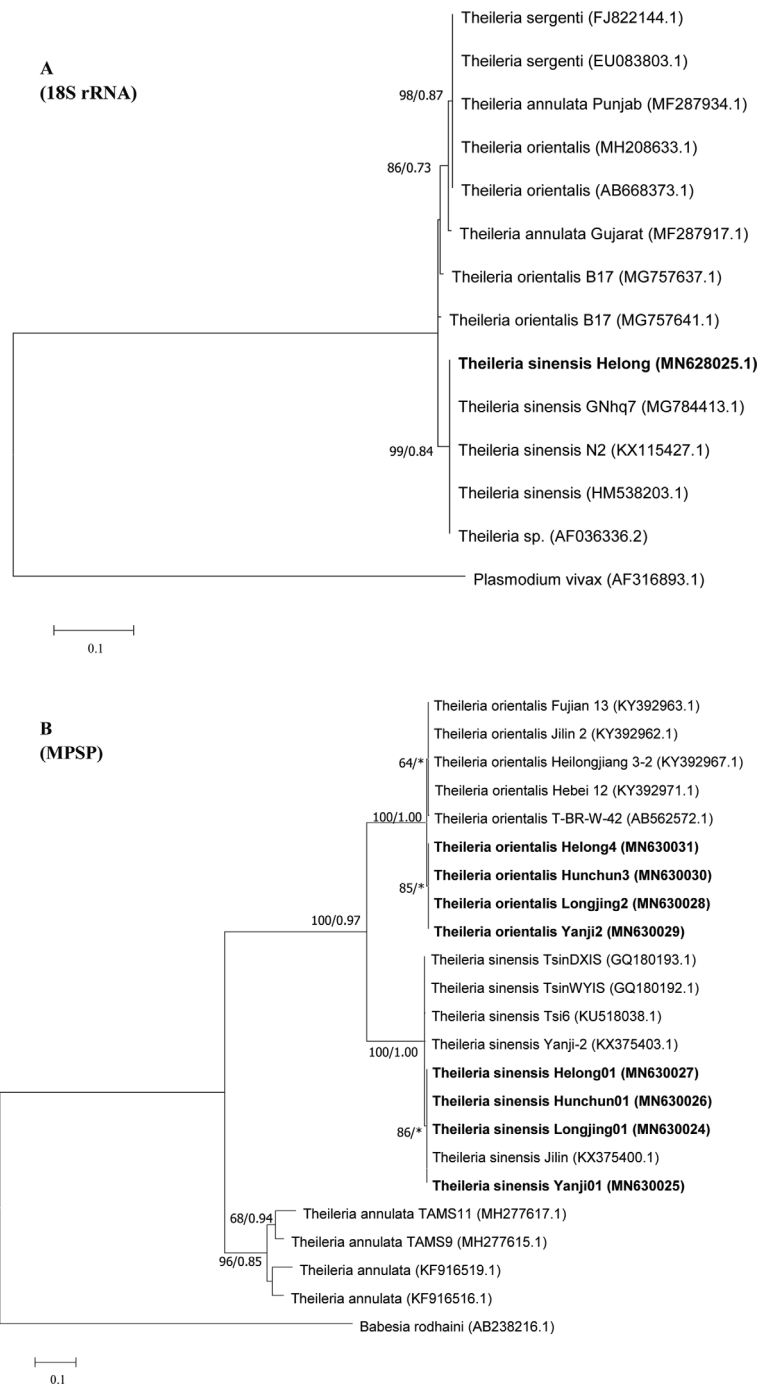 A
(18S rRNA)
Theileria sergenti (FJ822144.1)
Theileria sergenti (EU083803.1)
98/0.87
Theileria annulata Punjab (MF287934.1)
Theileria orientalis (MH208633.1)
86/0.73
Theileria orientalis (AB668373.1)
Theileria annulata Gujarat (MF287917.1)
Theileria orientalis B17 (MG757637.1)
Theileria orientalis B17 (MG757641.1)
Theileria sinensis Helong (MN628025.1)
Theileria sinensis GNhq7 (MG784413.1)
99/0.84
Theileria sinensis N2 (KX115427.1)
Theileria sinensis (HM538203.1)
Theileria sp. (AF036336.2)
Plasmodium vivax (AF316893.1)
0.1
B
(MPSP)
Theileria orientalis Fujian 13 (KY392963.1)
Theileria orientalis Jilin 2 (KY392962.1)
64/*
Theileria orientalis Heilongjiang 3-2 (KY392967.1)
Theileria orientalis Hebei 12 (KY392971.1)
100/1.00
Theileria orientalis T-BR-W-42 (AB562572.1)
Theileria orientalis Helong4 (MN630031)
Theileria orientalis Hunchun3 (MN630030)
85/*
Theileria orientalis Longjing2 (MN630028)
100/0.97
Theileria orientalis Yanji2 (MN630029)
Theileria sinensis TsinDXIS (GQ180193.1)
Theileria sinensis TsinWYIS (GQ180192.1)
Theileria sinensis Tsi6 (KU518038.1)
Theileria sinensis Yanji-2 (KX375403.1)
100/1.00
Theileria sinensis Helong01 (MN630027)
Theileria sinensis Hunchun01 (MN630026)
86/*
Theileria sinensis Longjing01 (MN630024)
Theileria sinensis Jilin (KX375400.1)
Theileria sinensis Yanji01 (MN630025)
68/0.94
Theileria annulata TAMS11 (MH277617.1)
Theileria annulata TAMS9 (MH277615.1)
96/0.85
Theileria annulata (KF916519.1)
Theileria annulata (KF916516.1)
Babesia rodhaini (AB238216.1)
0.1